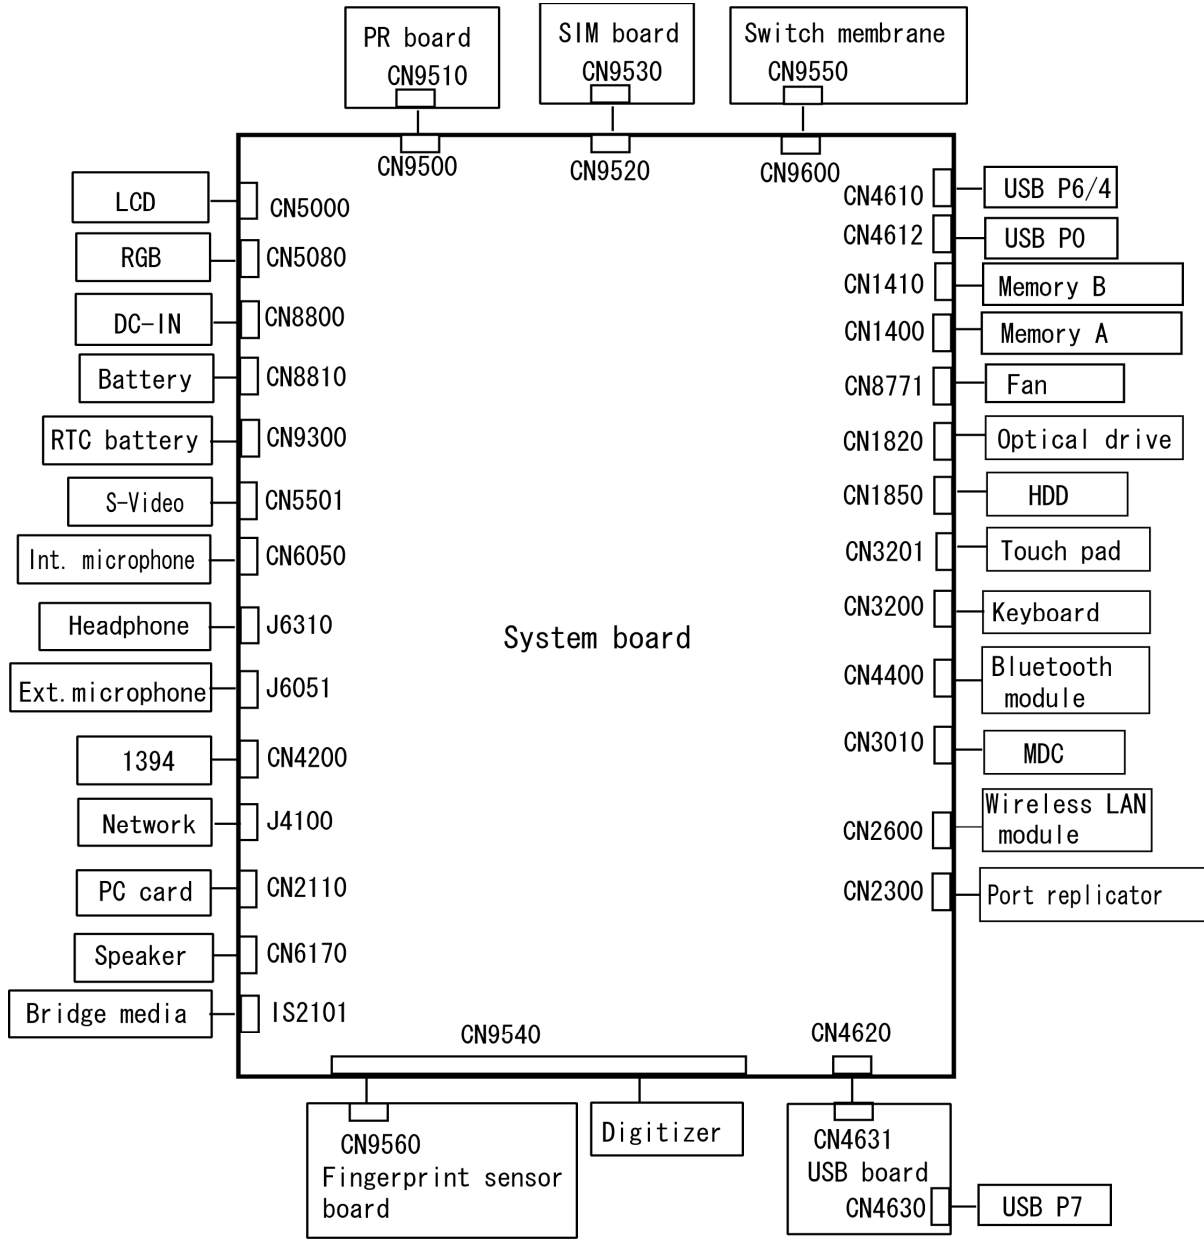 PR board
CN9510
SIM board
CN9530
Switch membrane
CN9550
CN9500
CN9520
CN9600
LCD
CN5000
RGB
CN5080
DC-IN
CN8800
Battery
CN8810
RTC battery
CN9300
S-Video
CN5501
Int. microphone
CN6050
Headphone
J6310
Ext.microphone
J6051
1394
CN4200
Network
J4100
PC card
CN2110
Speaker
CN6170
Bridge media
IS2101
System board
CN4610
USB P6/4
CN4612
USB P0
CN1410
Memory B
CN1400
Memory A
CN8771
Fan
CN1820
Optical drive
CN1850
HDD
CN3201
Touch pad
CN3200
Keyboard
CN4400
Bluetooth
module
CN3010
MDC
CN2600
Wireless LAN
module
CN2300
Port replicator
CN9540
CN4620
CN9560
Fingerprint sensor
board
Digitizer
CN4631
USB board
CN4630
USB P7